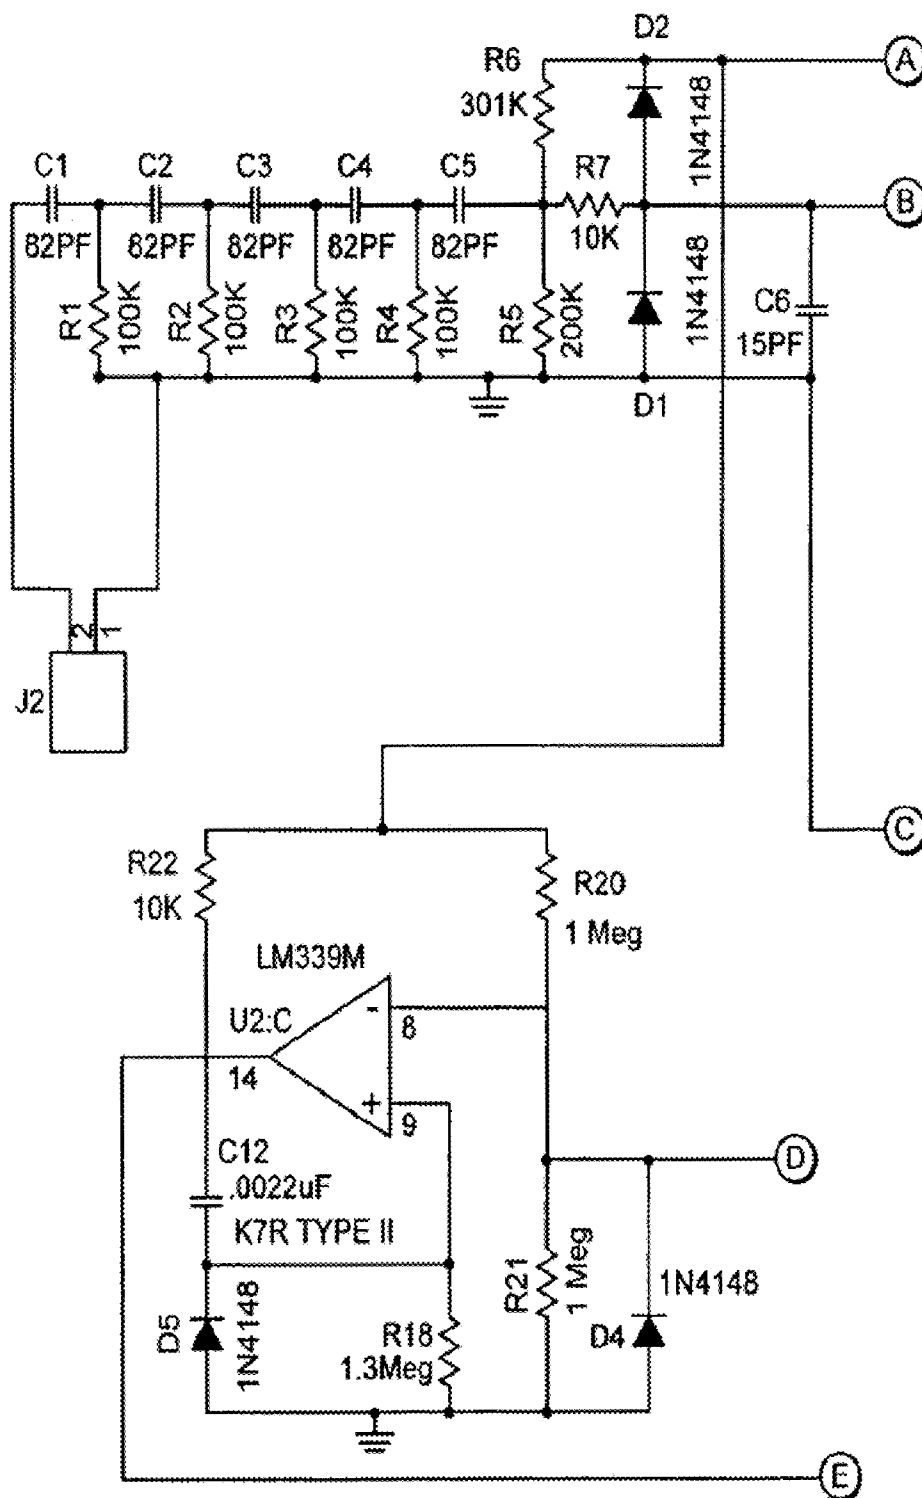 D2
A
R6
301K
1N4148
C1
C2
C3
C4
C5
R7
B
82PF
82PF
82PF
82PF
82PF
10K
R1
100K
R2
100K
R3
100K
R4
100K
R5
200K
1N4148
C6
15PF
D1
2
1
J2
C
R22
10K
R20
1 Meg
LM339M
U2:C
-
8
14
+
9
C12
.0022uF
D
K7R TYPE II
D5
1N4148
R18
1.3Meg
R21
1 Meg
1N4148
D4
E